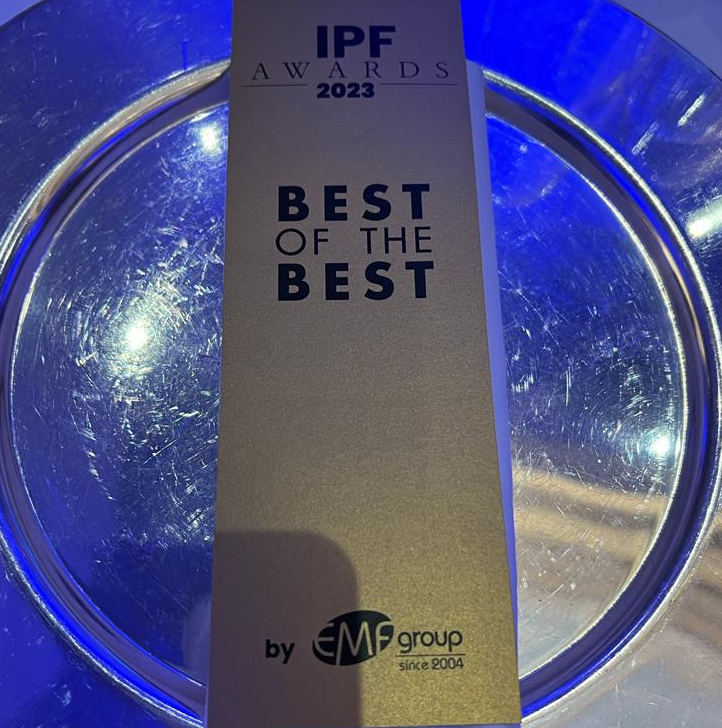 IPF
AWARDS
2023
BEST
OF THE
BEST
by EMF group
since 2004